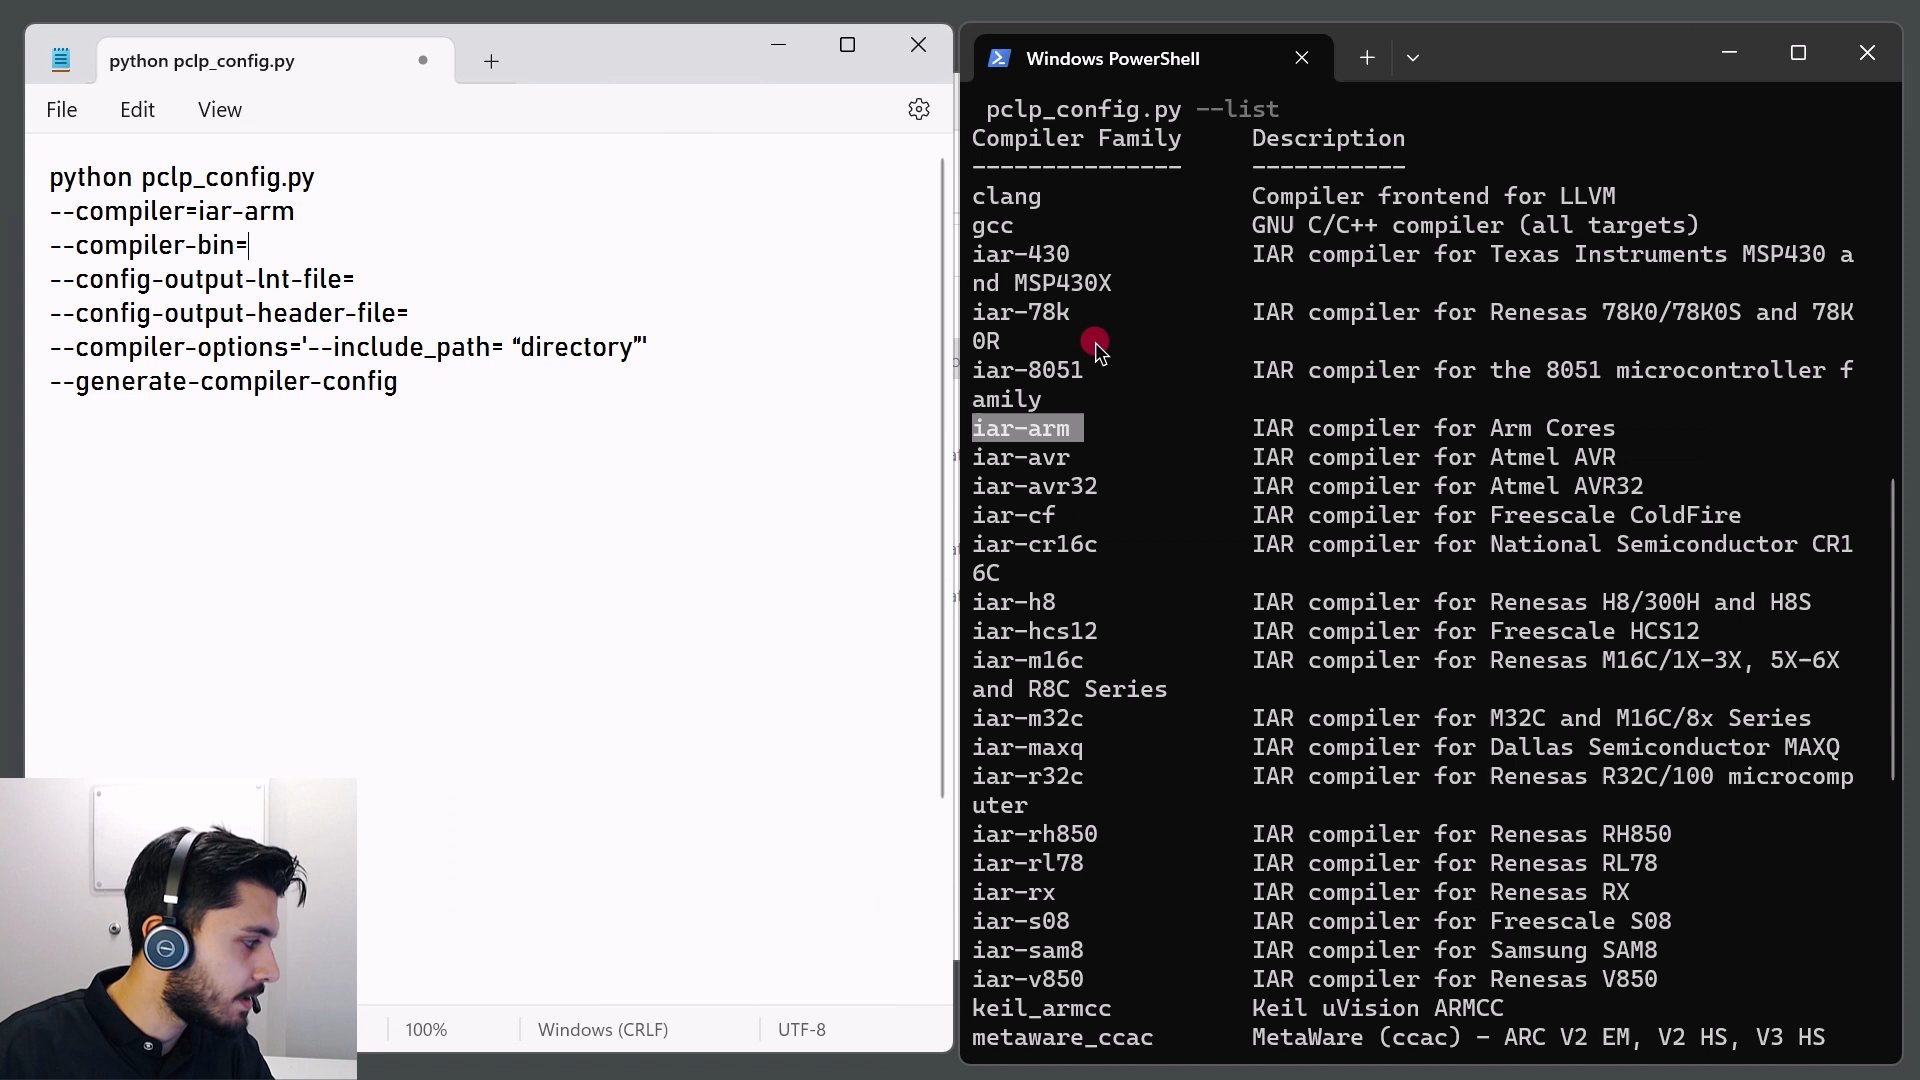 python pclp_config.py
File
Edit
View
python pclp_config.py
--compiler=iar-arm
--compiler-bin=
--config-output-lnt-file=
--config-output-header-file=
--compiler-options='--include_path= “directory”'
--generate-compiler-config
100%
Windows (CRLF)
UTF-8
Windows PowerShell
pclp_config.py --list
Compiler Family Description
--------------- -----------
clang Compiler frontend for LLVM
gcc GNU C/C++ compiler (all targets)
iar-430 IAR compiler for Texas Instruments MSP430 a
nd MSP430X
iar-78k IAR compiler for Renesas 78K0/78K0S and 78K
0R
iar-8051 IAR compiler for the 8051 microcontroller f
amily
iar-arm IAR compiler for Arm Cores
iar-avr IAR compiler for Atmel AVR
iar-avr32 IAR compiler for Atmel AVR32
iar-cf IAR compiler for Freescale ColdFire
iar-cr16c IAR compiler for National Semiconductor CR1
6C
iar-h8 IAR compiler for Renesas H8/300H and H8S
iar-hcs12 IAR compiler for Freescale HCS12
iar-m16c IAR compiler for Renesas M16C/1X-3X, 5X-6X
and R8C Series
iar-m32c IAR compiler for M32C and M16C/8x Series
iar-maxq IAR compiler for Dallas Semiconductor MAXQ
iar-r32c IAR compiler for Renesas R32C/100 microcomp
uter
iar-rh850 IAR compiler for Renesas RH850
iar-rl78 IAR compiler for Renesas RL78
iar-rx IAR compiler for Renesas RX
iar-s08 IAR compiler for Freescale S08
iar-sam8 IAR compiler for Samsung SAM8
iar-v850 IAR compiler for Renesas V850
keil_armcc Keil uVision ARMCC
metaware_ccac MetaWare (ccac) - ARC V2 EM, V2 HS, V3 HS